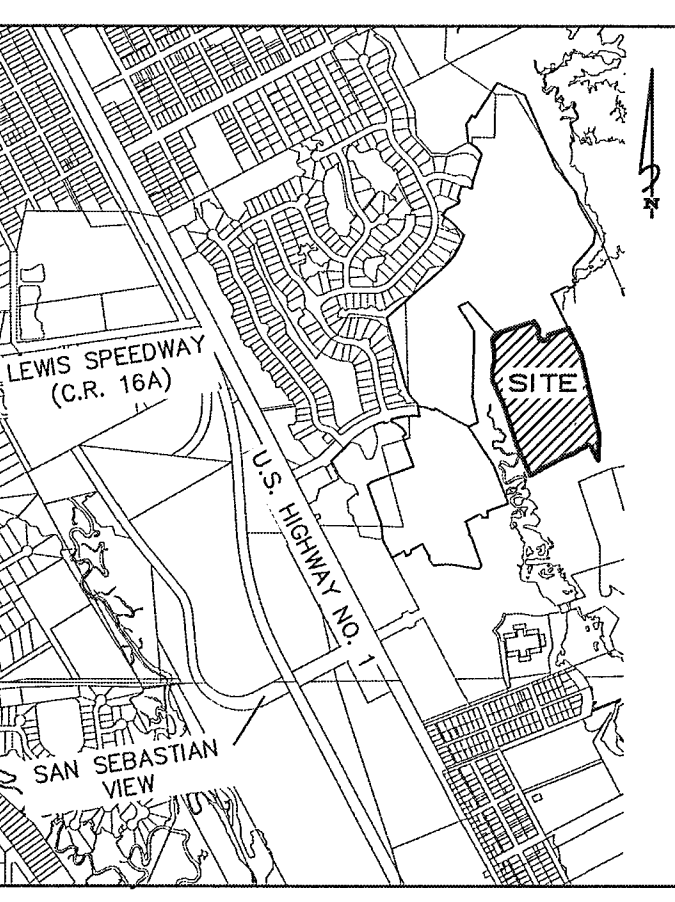 N
LEWIS SPEEDWAY
(C.R. 16A)
SITE
U.S. HIGHWAY NO. 1
SAN SEBASTIAN
VIEW